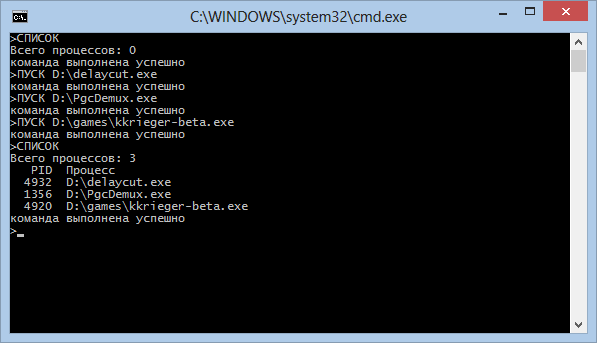 C:\WINDOWS\system32\cmd.exe
>СПИСОК
Всего процессов: 0
команда выполнена успешно
>ПУСК D:\delaycut.exe
команда выполнена успешно
>ПУСК D:\PgcDemux.exe
команда выполнена успешно
>ПУСК D:\games\kkrieger-beta.exe
команда выполнена успешно
>СПИСОК
Всего процессов: 3
   PID  Процесс
  4932  D:\delaycut.exe
  1356  D:\PgcDemux.exe
  4920  D:\games\kkrieger-beta.exe
команда выполнена успешно
>_